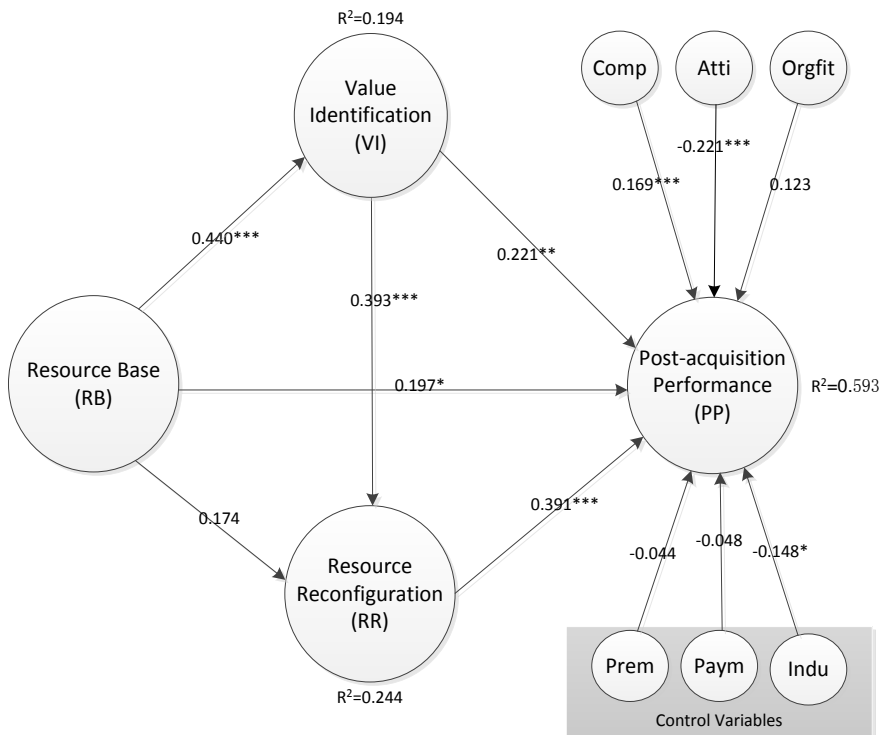 R²=0.194
Value
Identification
(VI)
Comp
Atti
Orgfit
-0.221***
0.169***
0.123
0.440***
0.221**
0.393***
Resource Base
(RB)
0.197*
Post-acquisition
Performance
(PP)
R²=0.593
0.174
0.391***
Resource
Reconfiguration
(RR)
R²=0.244
-0.044
-0.048
-0.148*
Prem
Paym
Indu
Control Variables